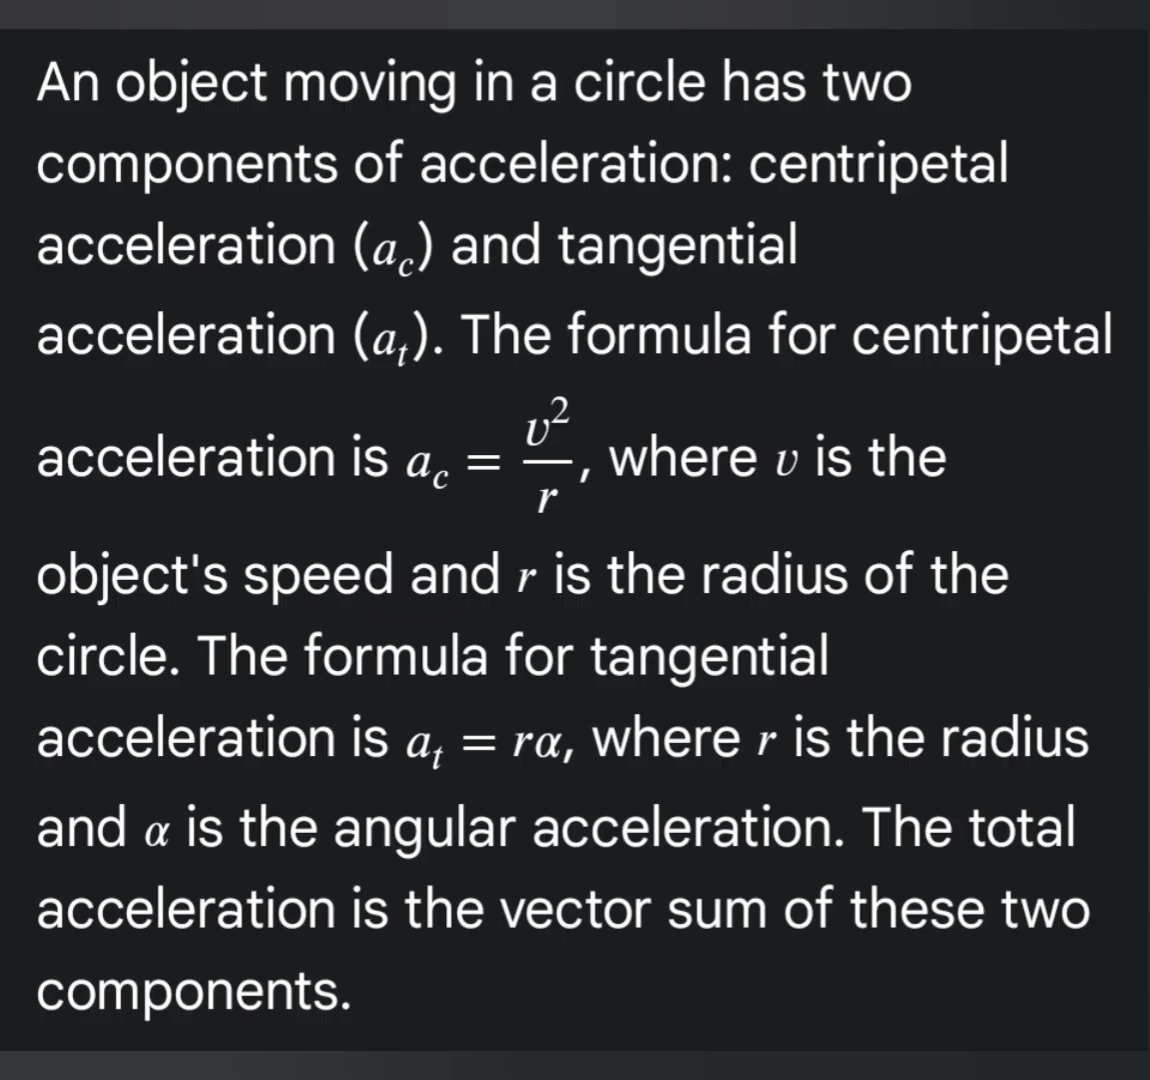 An object moving in a circle has two
components of acceleration: centripetal
acceleration (a_c) and tangential
acceleration (a_t). The formula for centripetal
acceleration is a_c = v²/r, where v is the
object's speed and r is the radius of the
circle. The formula for tangential
acceleration is a_t = rα, where r is the radius
and α is the angular acceleration. The total
acceleration is the vector sum of these two
components.